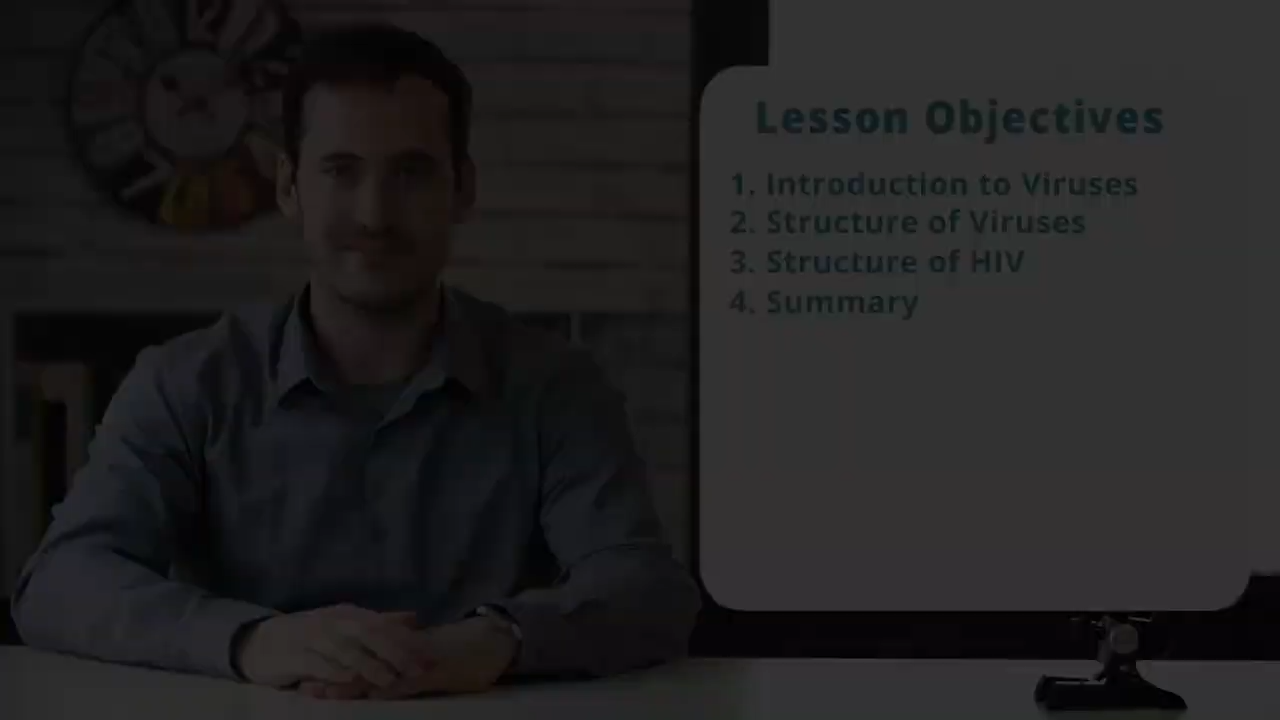 Lesson Objectives
1. Introduction to Viruses
2. Structure of Viruses
3. Structure of HIV
4. Summary